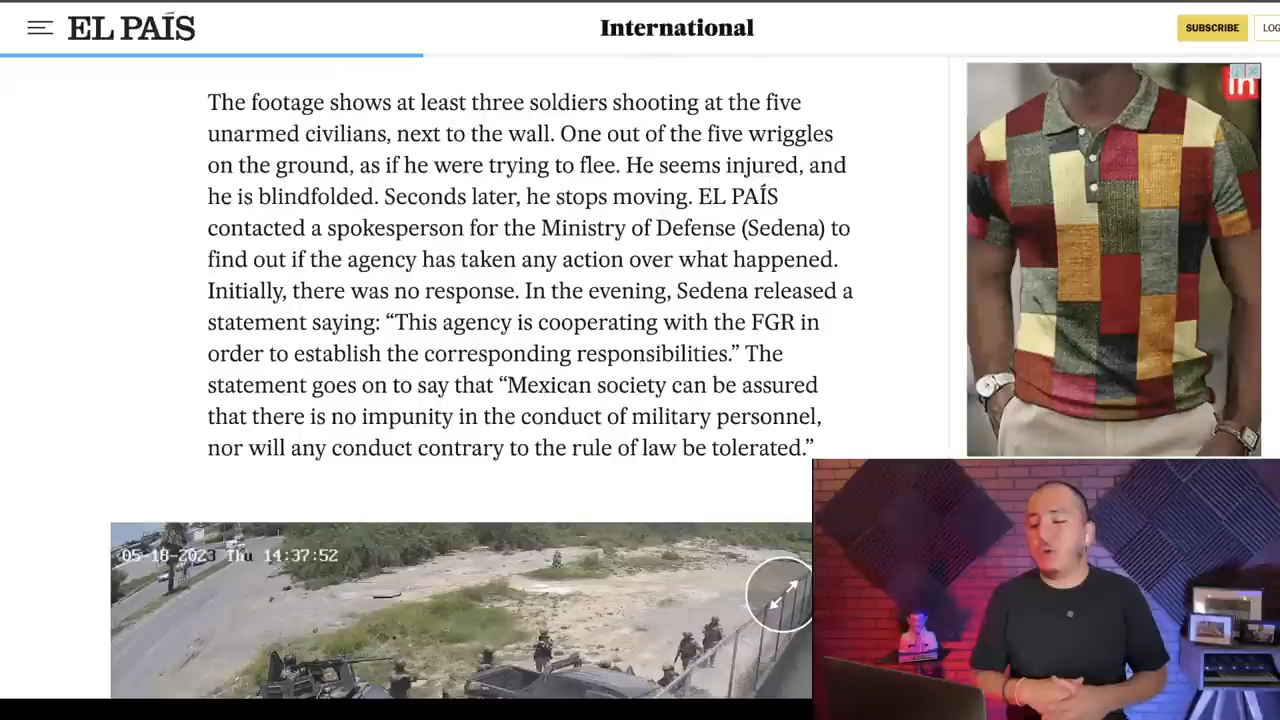 EL PAÍS
International
SUBSCRIBE
LOG
The footage shows at least three soldiers shooting at the five
unarmed civilians, next to the wall. One out of the five wriggles
on the ground, as if he were trying to flee. He seems injured, and
he is blindfolded. Seconds later, he stops moving. EL PAÍS
contacted a spokesperson for the Ministry of Defense (Sedena) to
find out if the agency has taken any action over what happened.
Initially, there was no response. In the evening, Sedena released a
statement saying: “This agency is cooperating with the FGR in
order to establish the corresponding responsibilities.” The
statement goes on to say that “Mexican society can be assured
that there is no impunity in the conduct of military personnel,
nor will any conduct contrary to the rule of law be tolerated.”
in
05-18-2023 Thu 14:37:52